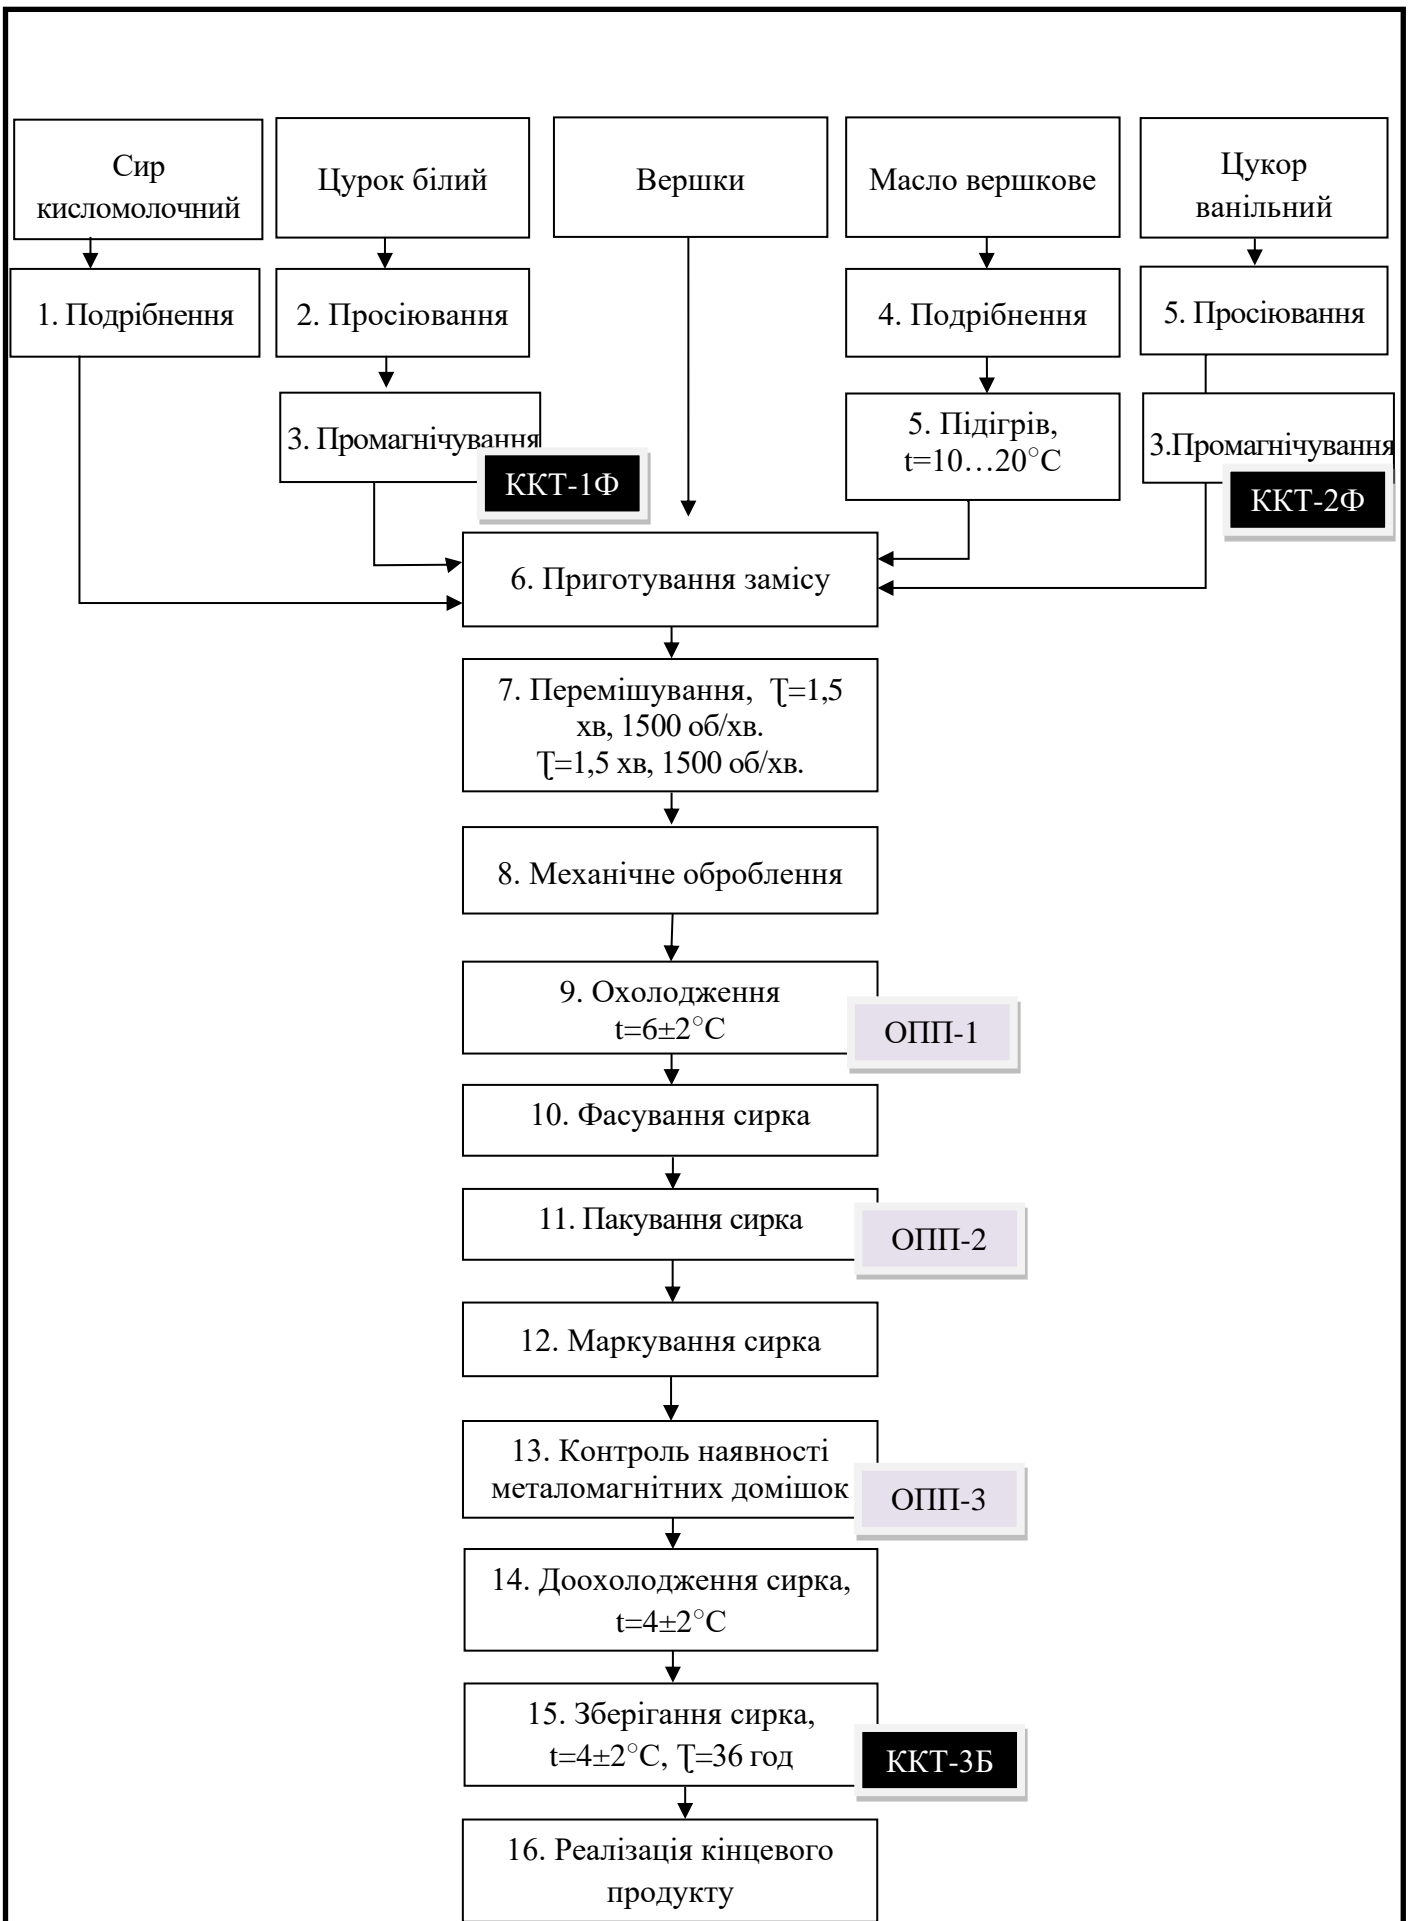 Сир
кисломолочний
Цурок білий
Вершки
Масло вершкове
Цукор
ванільний
1. Подрібнення
2. Просіювання
4. Подрібнення
5. Просіювання
3. Промагнічування
ККТ-1Ф
5. Підігрів,
t=10…20°С
3.Промагнічування
ККТ-2Ф
6. Приготування замісу
7. Перемішування, Ʈ=1,5
хв, 1500 об/хв.
Ʈ=1,5 хв, 1500 об/хв.
8. Механічне оброблення
9. Охолодження
t=6±2°С
ОПП-1
10. Фасування сирка
11. Пакування сирка
ОПП-2
12. Маркування сирка
13. Контроль наявності
металомагнітних домішок
ОПП-3
14. Доохолодження сирка,
t=4±2°С
15. Зберігання сирка,
t=4±2°С, Ʈ=36 год
ККТ-3Б
16. Реалізація кінцевого
продукту